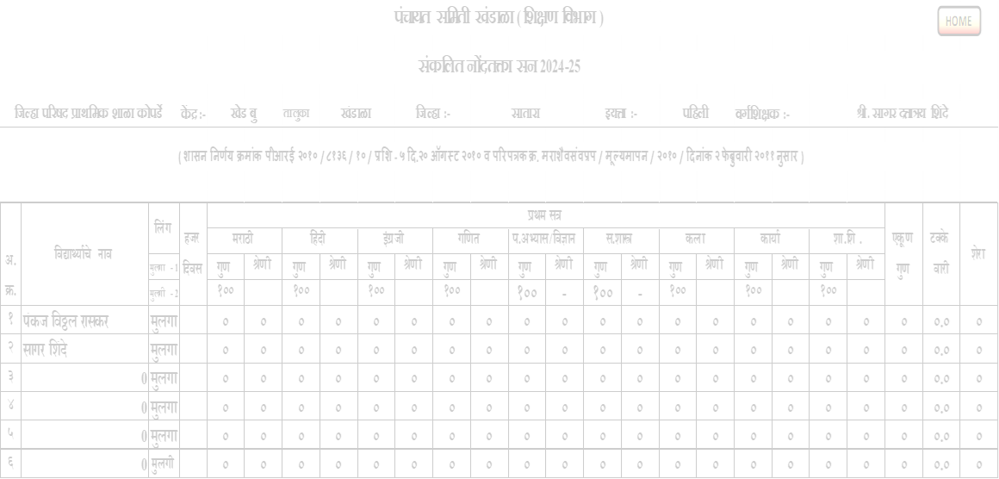 पंचायत समिती खंडाळा ( शिक्षण विभाग )
HOME
संकलित नोंदतक्ता सन 2024-25
जिल्हा परिषद प्राथमिक शाळा कोपर्डे केंद्र :- खेड बु तालुका खंडाळा जिल्हा :- सातारा इयत्ता :- पहिली वर्गशिक्षक :- श्री. सागर दत्तात्रय शिंदे
( शासन निर्णय क्रमांक पीआरई २०१० / ८१३६ / १० / प्रशि - ५ दि.२० ऑगस्ट २०१० व परिपत्रक क्र. मराशैवसंवप्रप / मूल्यमापन / २०१० / दिनांक २ फेब्रुवारी २०११ नुसार )
अ. क्र. विद्यार्थ्याचे नाव लिंग हजर दिवस प्रथम सत्र एकूण गुण टक्के वारी शेरा
मराठी हिंदी इंग्रजी गणित प.अभ्यास/विज्ञान स.शास्त्र कला कार्या शा.शि .
मुलगा - 1 गुण श्रेणी गुण श्रेणी गुण श्रेणी गुण श्रेणी गुण श्रेणी गुण श्रेणी गुण श्रेणी गुण श्रेणी गुण श्रेणी
मुलगी - 2 १०० १०० १०० १०० १०० - १०० - १०० १०० १००
१ पंकज विठ्ठल रासकर मुलगा ० ० ० ० ० ० ० ० ० ० ० ० ० ० ० ० ० ० ० ०.० ०
२ सागर शिंदे मुलगा ० ० ० ० ० ० ० ० ० ० ० ० ० ० ० ० ० ० ० ०.० ०
३ 0 मुलगा ० ० ० ० ० ० ० ० ० ० ० ० ० ० ० ० ० ० ० ०.० ०
४ 0 मुलगा ० ० ० ० ० ० ० ० ० ० ० ० ० ० ० ० ० ० ० ०.० ०
५ 0 मुलगा ० ० ० ० ० ० ० ० ० ० ० ० ० ० ० ० ० ० ० ०.० ०
६ 0 मुलगी ० ० ० ० ० ० ० ० ० ० ० ० ० ० ० ० ० ० ० ०.० ०